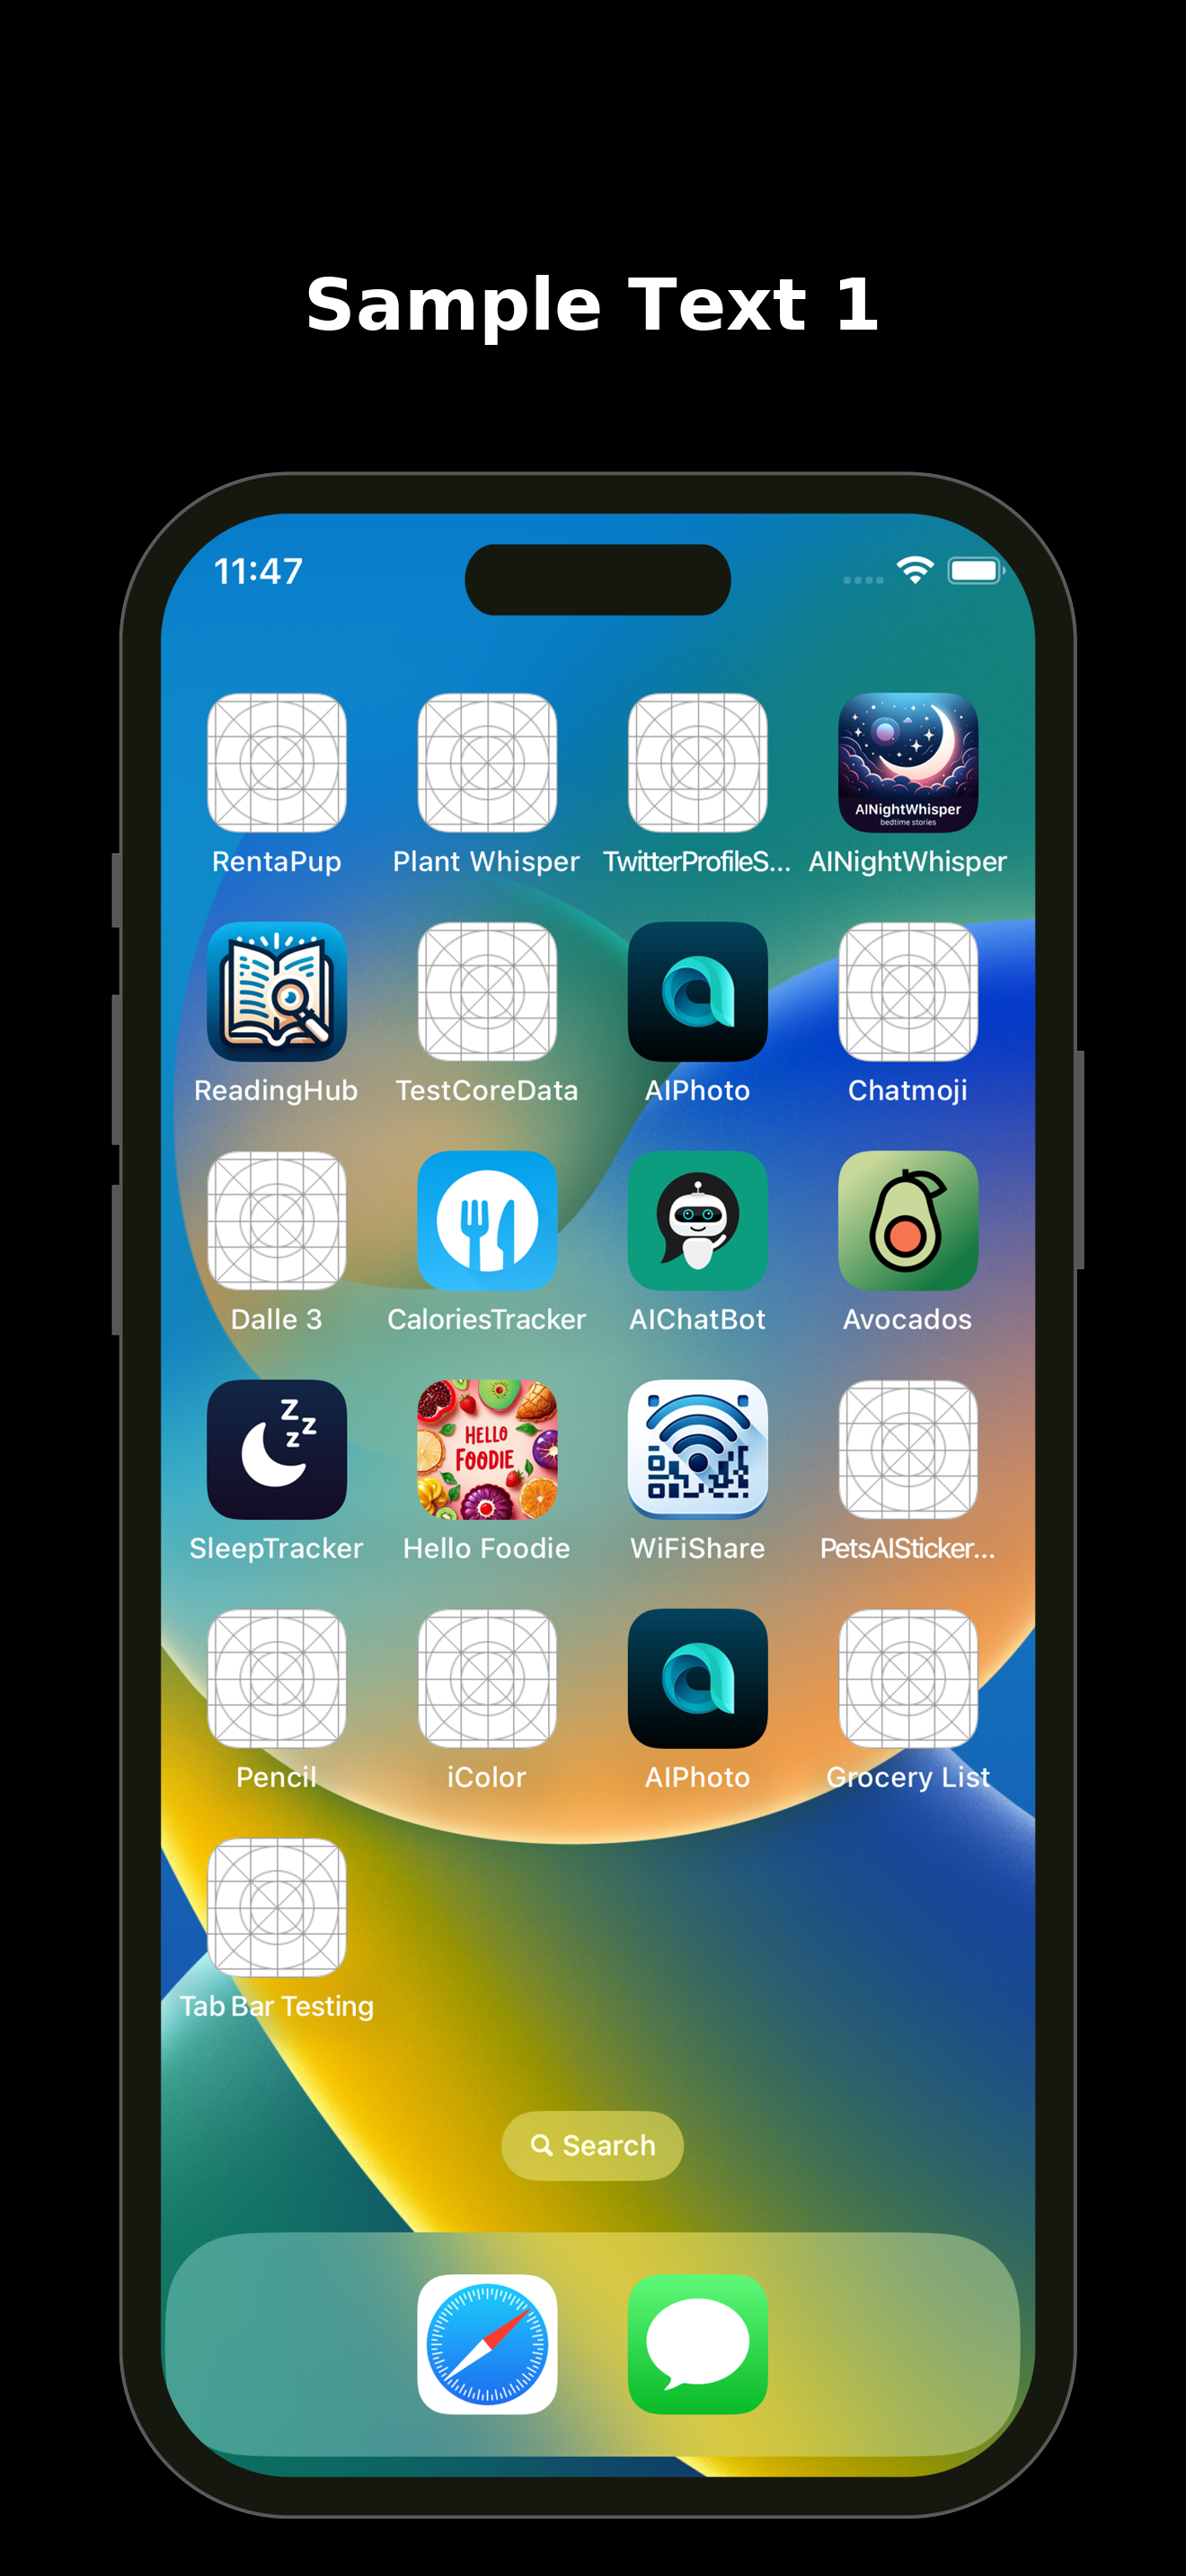 Sample Text 1
11:47
RentaPup Plant Whisper TwitterProfileS... AINightWhisper
AINightWhisper
bedtime stories
ReadingHub TestCoreData AIPhoto Chatmoji
Dalle 3 CaloriesTracker AIChatBot Avocados
Z
Z
Z
HELLO
FOODIE
SleepTracker Hello Foodie WiFiShare PetsAISticker...
Pencil iColor AIPhoto Grocery List
Tab Bar Testing
Search